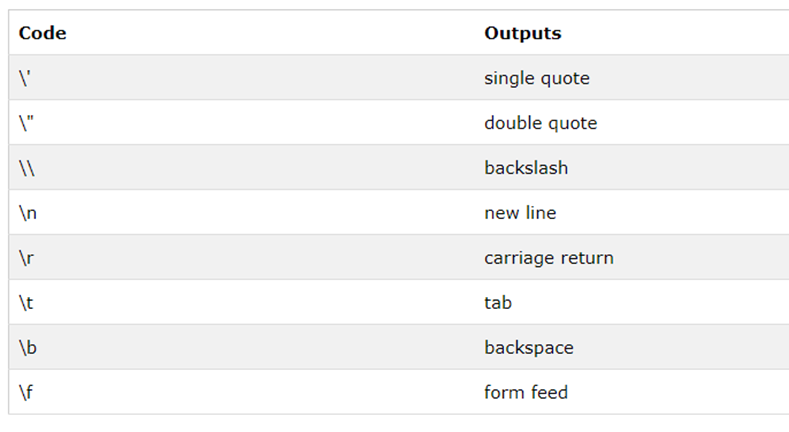 Code Outputs
\' single quote
\" double quote
\\ backslash
\n new line
\r carriage return
\t tab
\b backspace
\f form feed